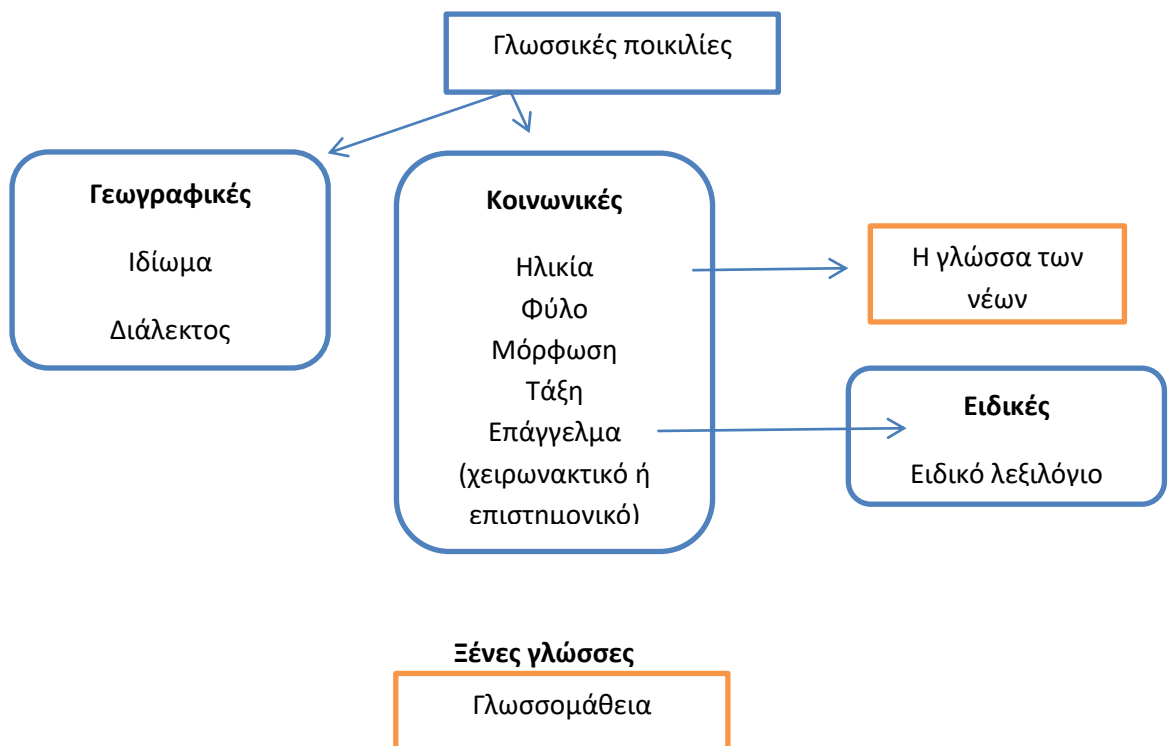 Γλωσσικές ποικιλίες
Γεωγραφικές
Ιδίωμα
Διάλεκτος
Κοινωνικές
Ηλικία
Φύλο
Μόρφωση
Τάξη
Επάγγελμα
(χειρωνακτικό ή
επιστημονικό)
Η γλώσσα των
νέων
Ειδικές
Ειδικό λεξιλόγιο
Ξένες γλώσσες
Γλωσσομάθεια